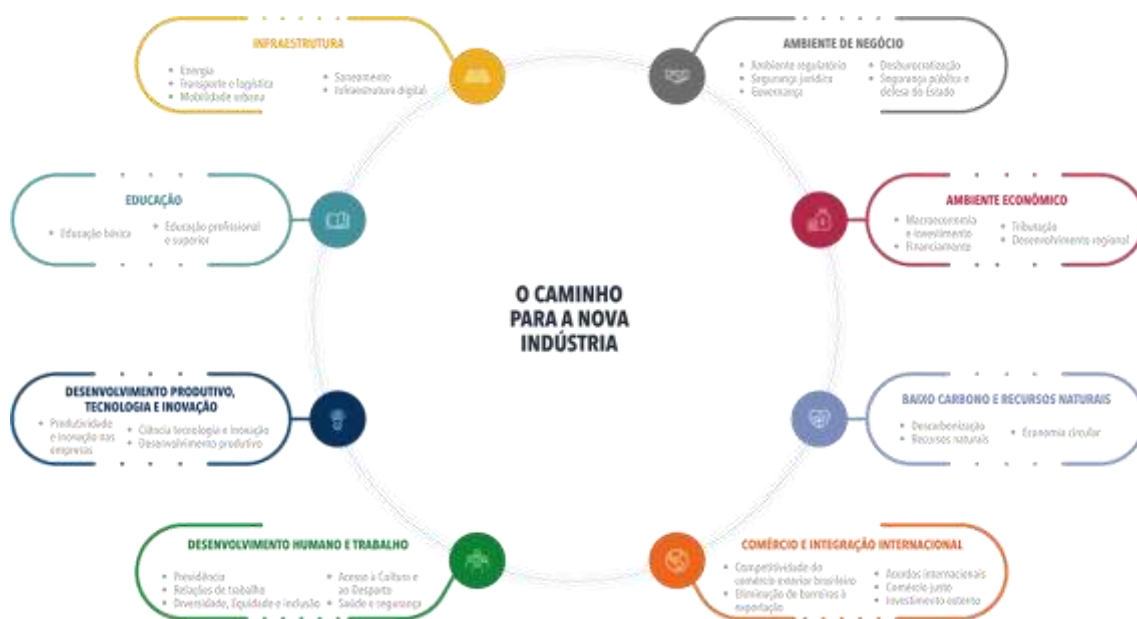 O CAMINHO
PARA A NOVA
INDÚSTRIA
INFRAESTRUTURA
• Energia
• Transporte e logística
• Mobilidade urbana
• Saneamento
• Infraestrutura digital
AMBIENTE DE NEGÓCIO
• Ambiente regulatório
• Segurança jurídica
• Governança
• Desburocratização
• Segurança pública e
defesa do Estado
EDUCAÇÃO
• Educação básica
• Educação profissional
e superior
AMBIENTE ECONÔMICO
• Macroeconomia
e investimento
• Financiamento
• Tributação
• Desenvolvimento regional
DESENVOLVIMENTO PRODUTIVO,
TECNOLOGIA E INOVAÇÃO
• Produtividade
e inovação nas
empresas
• Ciência tecnologia e inovação
• Desenvolvimento produtivo
BAIXO CARBONO E RECURSOS NATURAIS
• Descarbonização
• Recursos naturais
• Economia circular
DESENVOLVIMENTO HUMANO E TRABALHO
• Previdência
• Relações de trabalho
• Diversidade, Equidade e inclusão
• Acesso à Cultura e
ao Desporto
• Saúde e segurança
COMÉRCIO E INTEGRAÇÃO INTERNACIONAL
• Competitividade do
comércio exterior brasileiro
• Eliminação de barreiras à
exportação
• Acordos internacionais
• Comércio justo
• Investimento externo